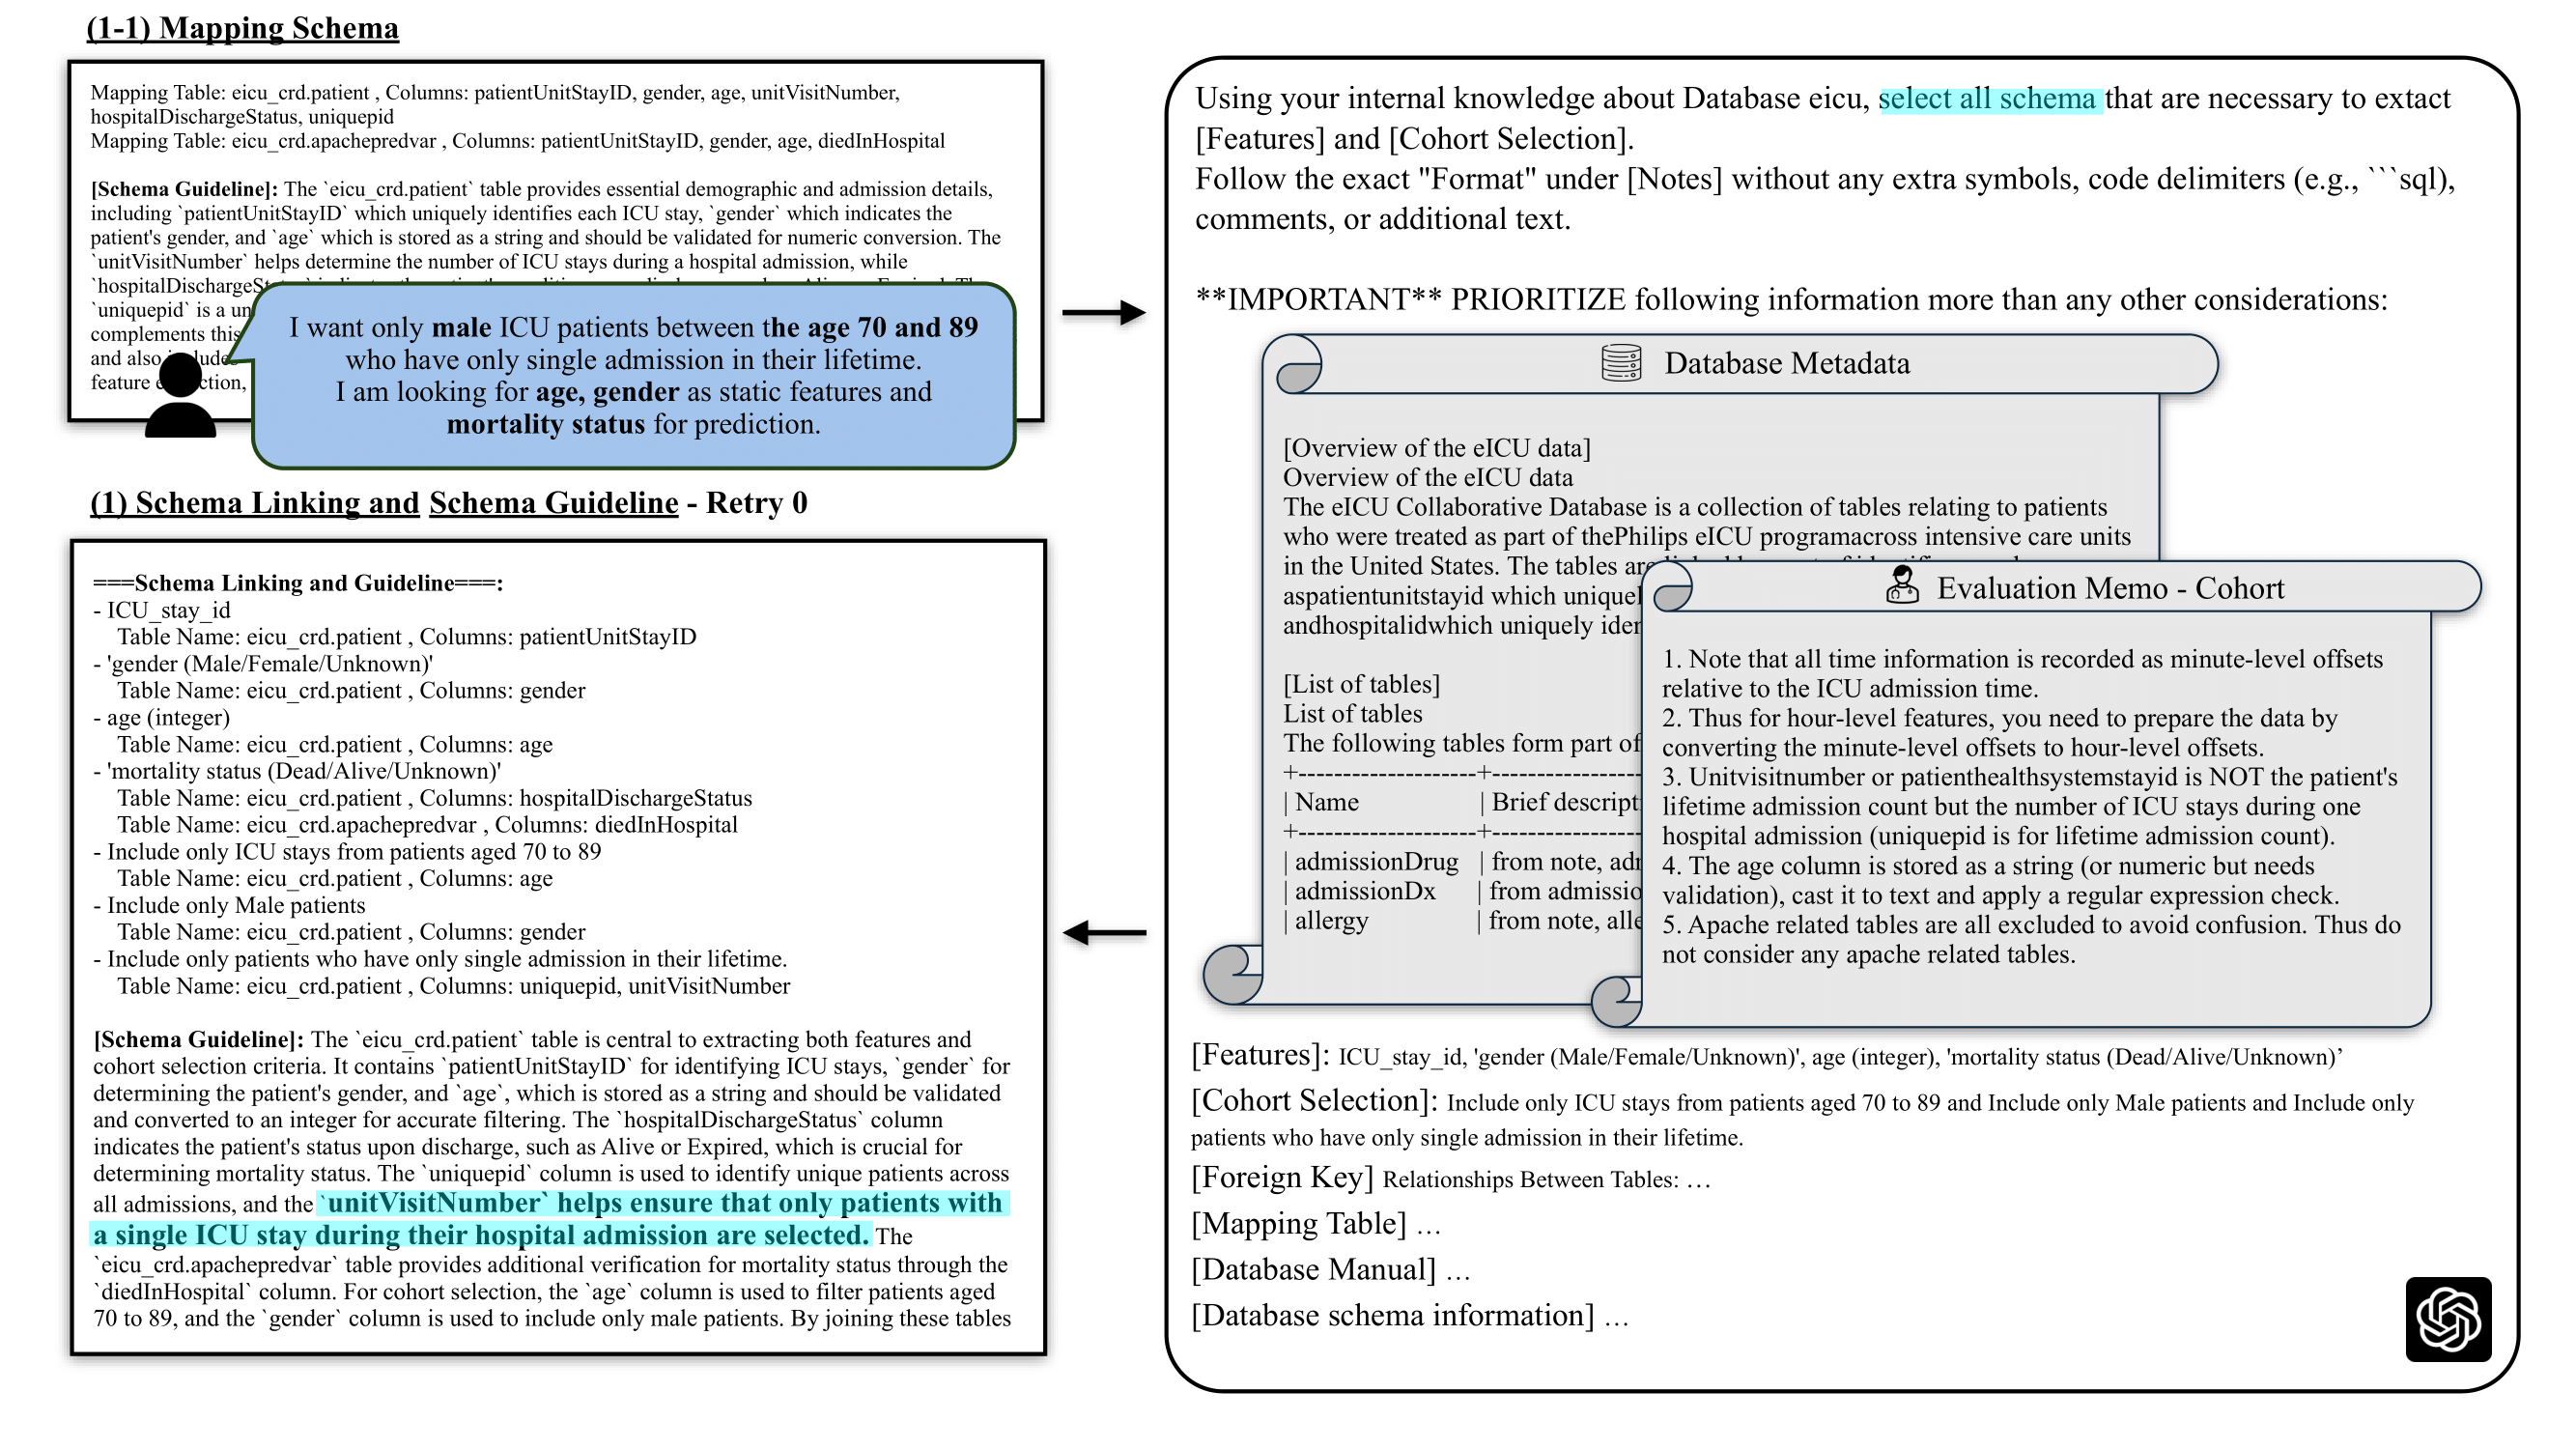 (1-1) Mapping Schema
Mapping Table: eicu_crd.patient , Columns: patientUnitStayID, gender, age, unitVisitNumber,
hospitalDischargeStatus, uniquepid
Mapping Table: eicu_crd.apachepredvar , Columns: patientUnitStayID, gender, age, diedInHospital
[Schema Guideline]: The `eicu_crd.patient` table provides essential demographic and admission details,
including `patientUnitStayID` which uniquely identifies each ICU stay, `gender` which indicates the
patient's gender, and `age` which is stored as a string and should be validated for numeric conversion. The
`unitVisitNumber` helps determine the number of ICU stays during a hospital admission, while
`hospitalDischargeSt
`uniquepid` is a un
complements this
and also
feature
I want only male ICU patients between the age 70 and 89
who have only single admission in their lifetime.
I am looking for age, gender as static features and
mortality status for prediction.
(1) Schema Linking and Schema Guideline - Retry 0
===Schema Linking and Guideline===:
- ICU_stay_id
Table Name: eicu_crd.patient , Columns: patientUnitStayID
- 'gender (Male/Female/Unknown)'
Table Name: eicu_crd.patient , Columns: gender
- age (integer)
Table Name: eicu_crd.patient , Columns: age
- 'mortality status (Dead/Alive/Unknown)'
Table Name: eicu_crd.patient , Columns: hospitalDischargeStatus
Table Name: eicu_crd.apachepredvar , Columns: diedInHospital
- Include only ICU stays from patients aged 70 to 89
Table Name: eicu_crd.patient , Columns: age
- Include only Male patients
Table Name: eicu_crd.patient , Columns: gender
- Include only patients who have only single admission in their lifetime.
Table Name: eicu_crd.patient , Columns: uniquepid, unitVisitNumber
[Schema Guideline]: The `eicu_crd.patient` table is central to extracting both features and
cohort selection criteria. It contains `patientUnitStayID` for identifying ICU stays, `gender` for
determining the patient's gender, and `age`, which is stored as a string and should be validated
and converted to an integer for accurate filtering. The `hospitalDischargeStatus` column
indicates the patient's status upon discharge, such as Alive or Expired, which is crucial for
determining mortality status. The `uniquepid` column is used to identify unique patients across
all admissions, and the `unitVisitNumber` helps ensure that only patients with
a single ICU stay during their hospital admission are selected. The
`eicu_crd.apachepredvar` table provides additional verification for mortality status through the
`diedInHospital` column. For cohort selection, the `age` column is used to filter patients aged
70 to 89, and the `gender` column is used to include only male patients. By joining these tables
Using your internal knowledge about Database eicu, select all schema that are necessary to extact
[Features] and [Cohort Selection].
Follow the exact "Format" under [Notes] without any extra symbols, code delimiters (e.g., ```sql),
comments, or additional text.
**IMPORTANT** PRIORITIZE following information more than any other considerations:
Database Metadata
[Overview of the eICU data]
Overview of the eICU data
The eICU Collaborative Database is a collection of tables relating to patients
who were treated as part of thePhilips eICU programacross intensive care units
in the United States. The tables are
aspatientunitstayid which uniquel
andhospitalidwhich uniquely iden
[List of tables]
List of tables
The following tables form part of
+--------------------+-----------------
| Name | Brief descript
+--------------------+-----------------
| admissionDrug | from note, adr
| admissionDx | from admissio
| allergy | from note, alle
Evaluation Memo - Cohort
1. Note that all time information is recorded as minute-level offsets
relative to the ICU admission time.
2. Thus for hour-level features, you need to prepare the data by
converting the minute-level offsets to hour-level offsets.
3. Unitvisitnumber or patienthealthsystemstayid is NOT the patient's
lifetime admission count but the number of ICU stays during one
hospital admission (uniquepid is for lifetime admission count).
4. The age column is stored as a string (or numeric but needs
validation), cast it to text and apply a regular expression check.
5. Apache related tables are all excluded to avoid confusion. Thus do
not consider any apache related tables.
[Features]: ICU_stay_id, 'gender (Male/Female/Unknown)', age (integer), 'mortality status (Dead/Alive/Unknown)’
[Cohort Selection]: Include only ICU stays from patients aged 70 to 89 and Include only Male patients and Include only
patients who have only single admission in their lifetime.
[Foreign Key] Relationships Between Tables: …
[Mapping Table] …
[Database Manual] …
[Database schema information] …